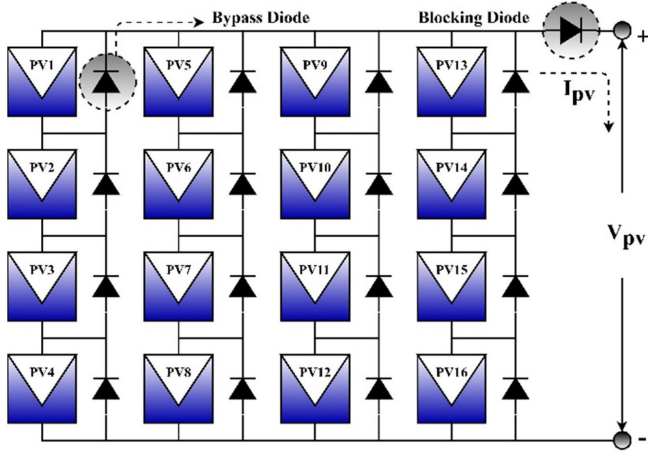 Bypass Diode
Blocking Diode
+
PV1
PV5
PV9
PV13
Ipv
PV2
PV6
PV10
PV14
Vpv
PV3
PV7
PV11
PV15
PV4
PV8
PV12
PV16
-